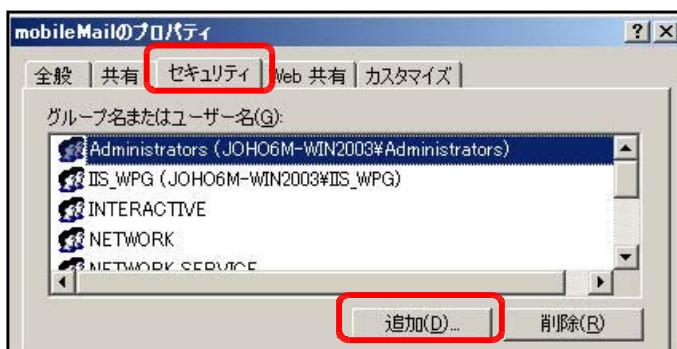 mobileMailのプロパティ
全般 共有 セキュリティ Web 共有 カスタマイズ
グループ名またはユーザー名(G):
Administrators (JOHO6M-WIN2003¥Administrators)
IIS_WPG (JOHO6M-WIN2003¥IIS_WPG)
INTERACTIVE
NETWORK
NETWORK SERVICE
追加(D)... 削除(R)